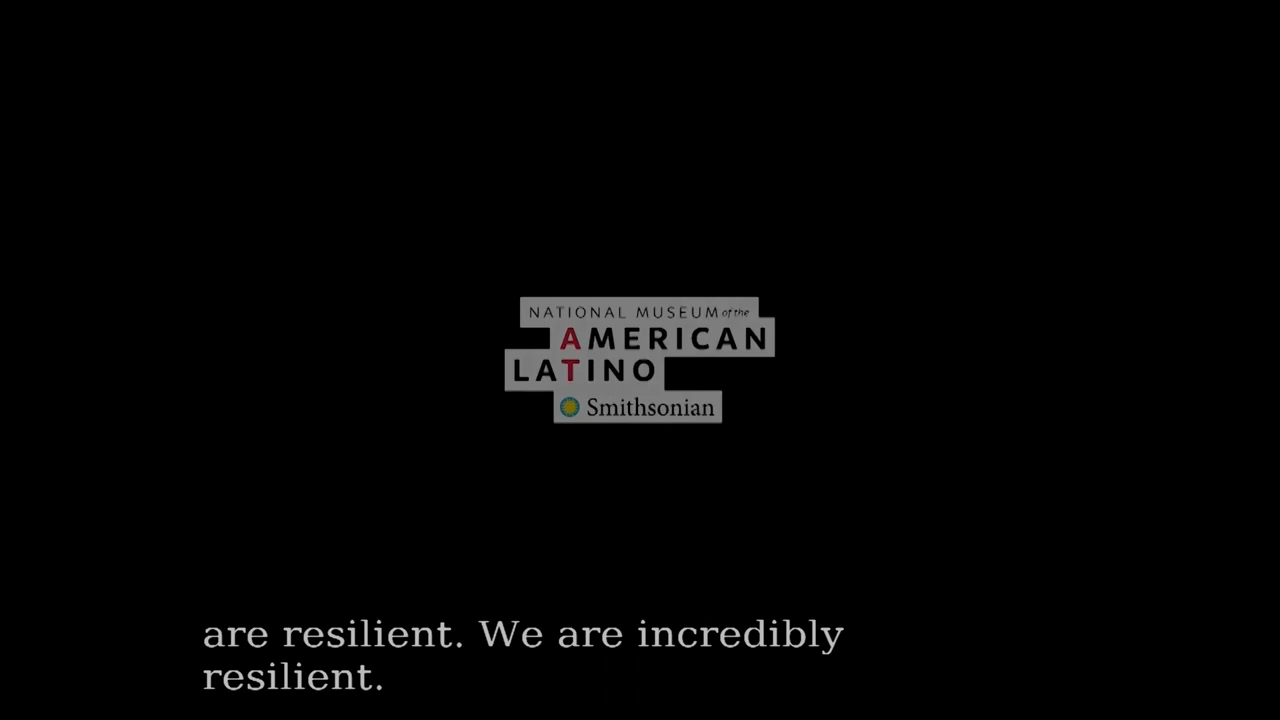 NATIONAL MUSEUM of the
AMERICAN
LATINO
Smithsonian
are resilient. We are incredibly
resilient.